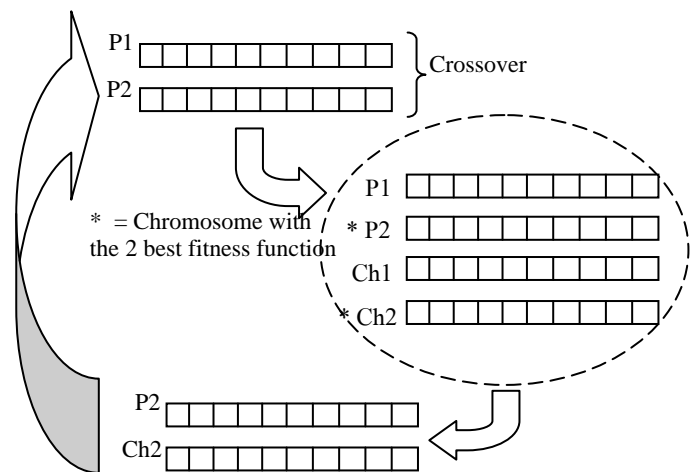 P1
Crossover
P2
P1
* = Chromosome with
the 2 best fitness function
* P2
Ch1
* Ch2
P2
Ch2